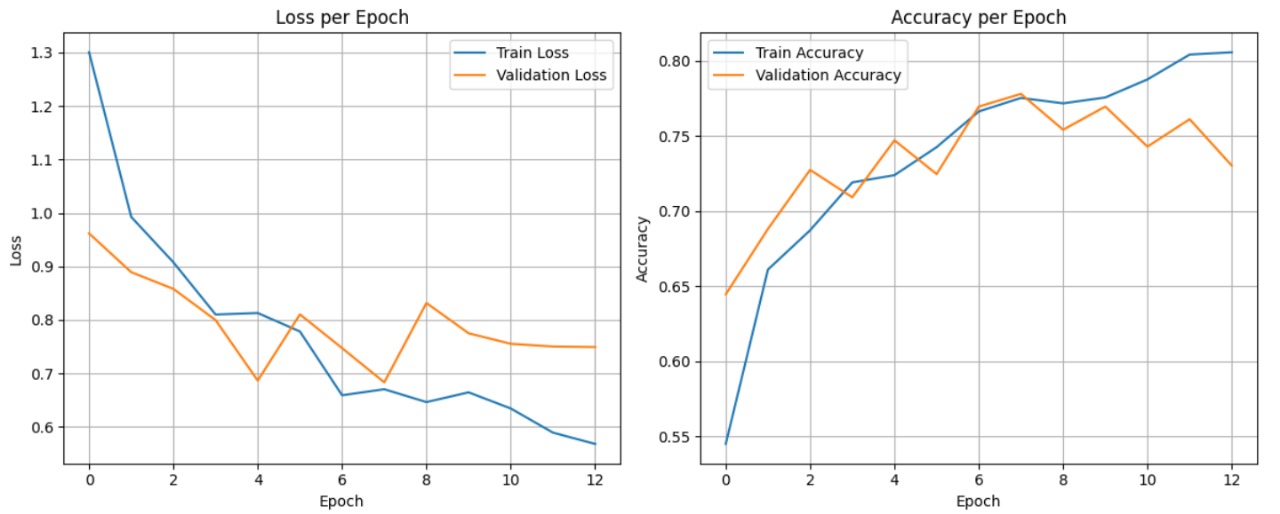 Loss per Epoch
Train Loss
Validation Loss
1.3
1.2
1.1
1.0
0.9
0.8
0.7
0.6
Loss
0 2 4 6 8 10 12
Epoch
Accuracy per Epoch
Train Accuracy
Validation Accuracy
0.80
0.75
0.70
0.65
0.60
0.55
Accuracy
0 2 4 6 8 10 12
Epoch